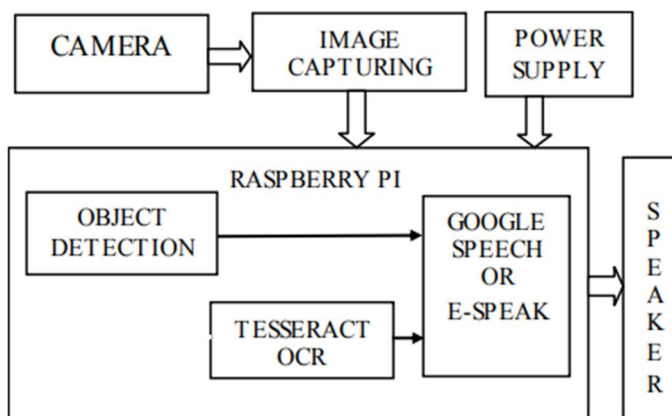 CAMERA
IMAGE
CAPTURING
POWER
SUPPLY
RASPBERRY PI
OBJECT
DETECTION
GOOGLE
SPEECH
OR
E-SPEAK
TESSERACT
OCR
S
P
E
A
K
E
R